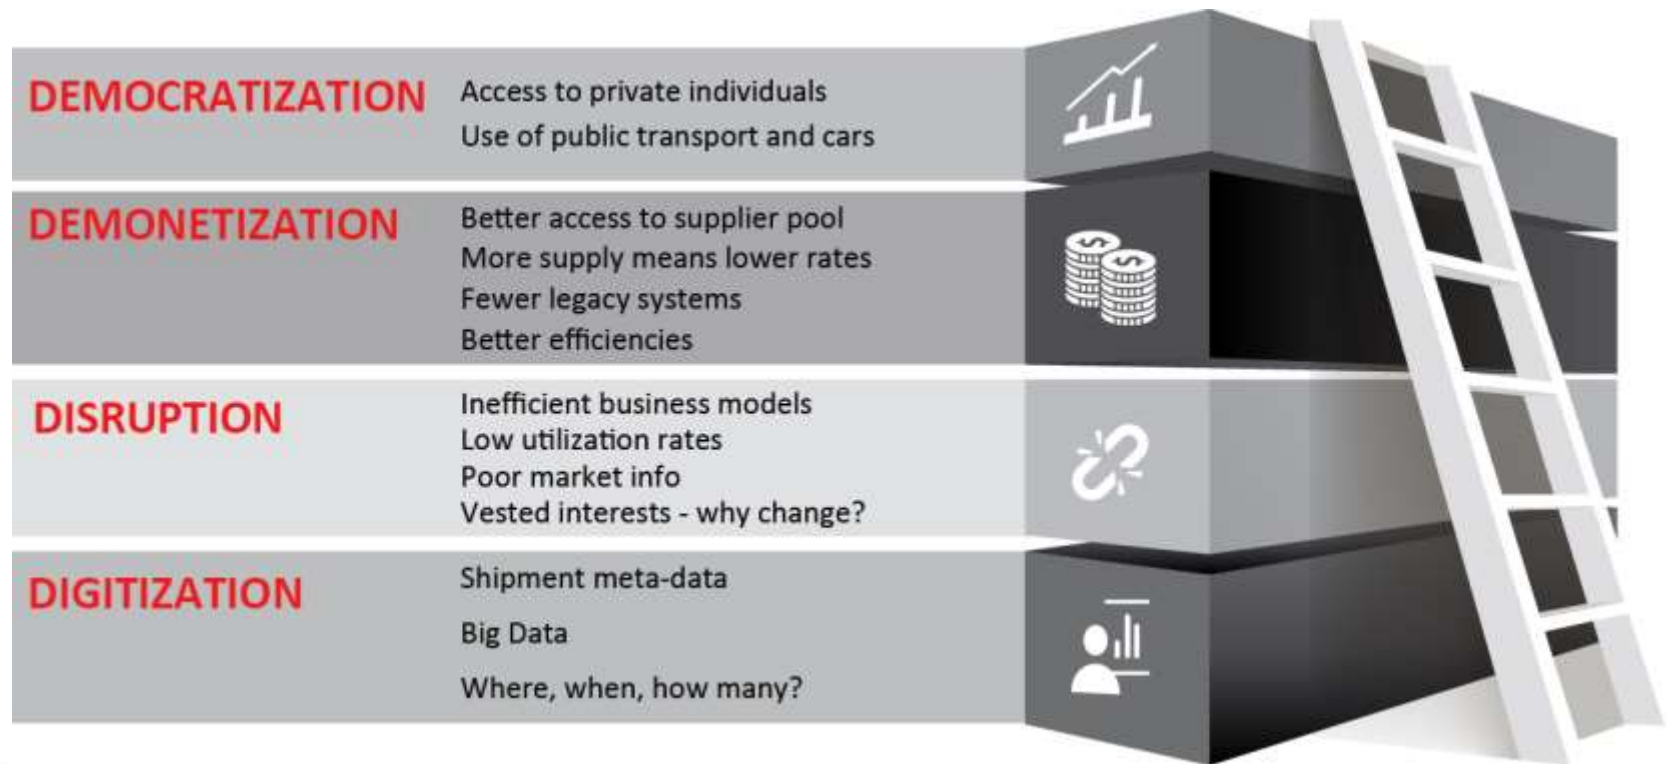 DEMOCRATIZATION
Access to private individuals
Use of public transport and cars
DEMONETIZATION
Better access to supplier pool
More supply means lower rates
Fewer legacy systems
Better efficiencies
DISRUPTION
Inefficient business models
Low utilization rates
Poor market info
Vested interests - why change?
DIGITIZATION
Shipment meta-data
Big Data
Where, when, how many?